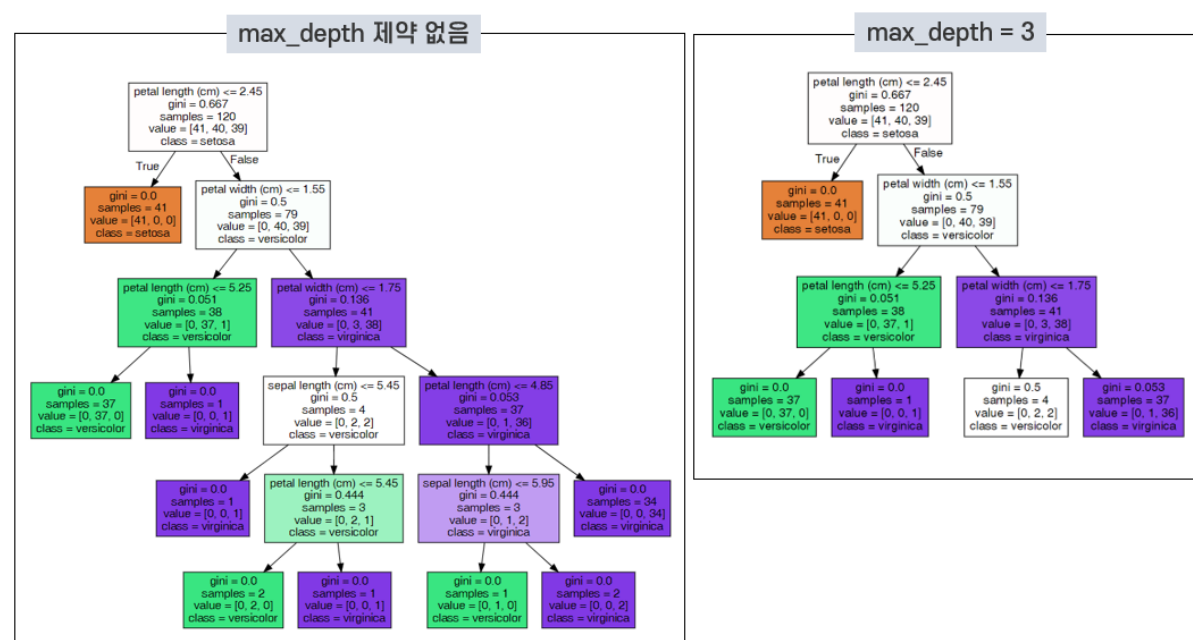 max_depth 제약 없음
petal length (cm) <= 2.45
gini = 0.667
samples = 120
value = [41, 40, 39]
class = setosa
True
False
gini = 0.0
samples = 41
value = [41, 0, 0]
class = setosa
petal width (cm) <= 1.55
gini = 0.5
samples = 79
value = [0, 40, 39]
class = versicolor
petal length (cm) <= 5.25
gini = 0.051
samples = 38
value = [0, 37, 1]
class = versicolor
petal width (cm) <= 1.75
gini = 0.136
samples = 41
value = [0, 3, 38]
class = virginica
gini = 0.0
samples = 37
value = [0, 37, 0]
class = versicolor
gini = 0.0
samples = 1
value = [0, 0, 1]
class = virginica
sepal length (cm) <= 5.45
gini = 0.5
samples = 4
value = [0, 2, 2]
class = versicolor
petal length (cm) <= 4.85
gini = 0.053
samples = 37
value = [0, 1, 36]
class = virginica
gini = 0.0
samples = 1
value = [0, 0, 1]
class = virginica
petal length (cm) <= 5.45
gini = 0.444
samples = 3
value = [0, 2, 1]
class = versicolor
sepal length (cm) <= 5.95
gini = 0.444
samples = 3
value = [0, 1, 2]
class = virginica
gini = 0.0
samples = 34
value = [0, 0, 34]
class = virginica
gini = 0.0
samples = 2
value = [0, 2, 0]
class = versicolor
gini = 0.0
samples = 1
value = [0, 0, 1]
class = virginica
gini = 0.0
samples = 1
value = [0, 1, 0]
class = versicolor
gini = 0.0
samples = 2
value = [0, 0, 2]
class = virginica
max_depth = 3
petal length (cm) <= 2.45
gini = 0.667
samples = 120
value = [41, 40, 39]
class = setosa
True
False
gini = 0.0
samples = 41
value = [41, 0, 0]
class = setosa
petal width (cm) <= 1.55
gini = 0.5
samples = 79
value = [0, 40, 39]
class = versicolor
petal length (cm) <= 5.25
gini = 0.051
samples = 38
value = [0, 37, 1]
class = versicolor
petal width (cm) <= 1.75
gini = 0.136
samples = 41
value = [0, 3, 38]
class = virginica
gini = 0.0
samples = 37
value = [0, 37, 0]
class = versicolor
gini = 0.0
samples = 1
value = [0, 0, 1]
class = virginica
gini = 0.5
samples = 4
value = [0, 2, 2]
class = versicolor
gini = 0.053
samples = 37
value = [0, 1, 36]
class = virginica